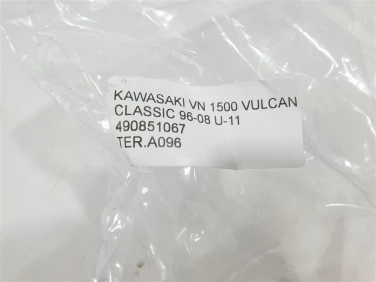 KAWASAKI VN 1500 VULCAN
CLASSIC 96-08 U-11
490851067
TER.A096